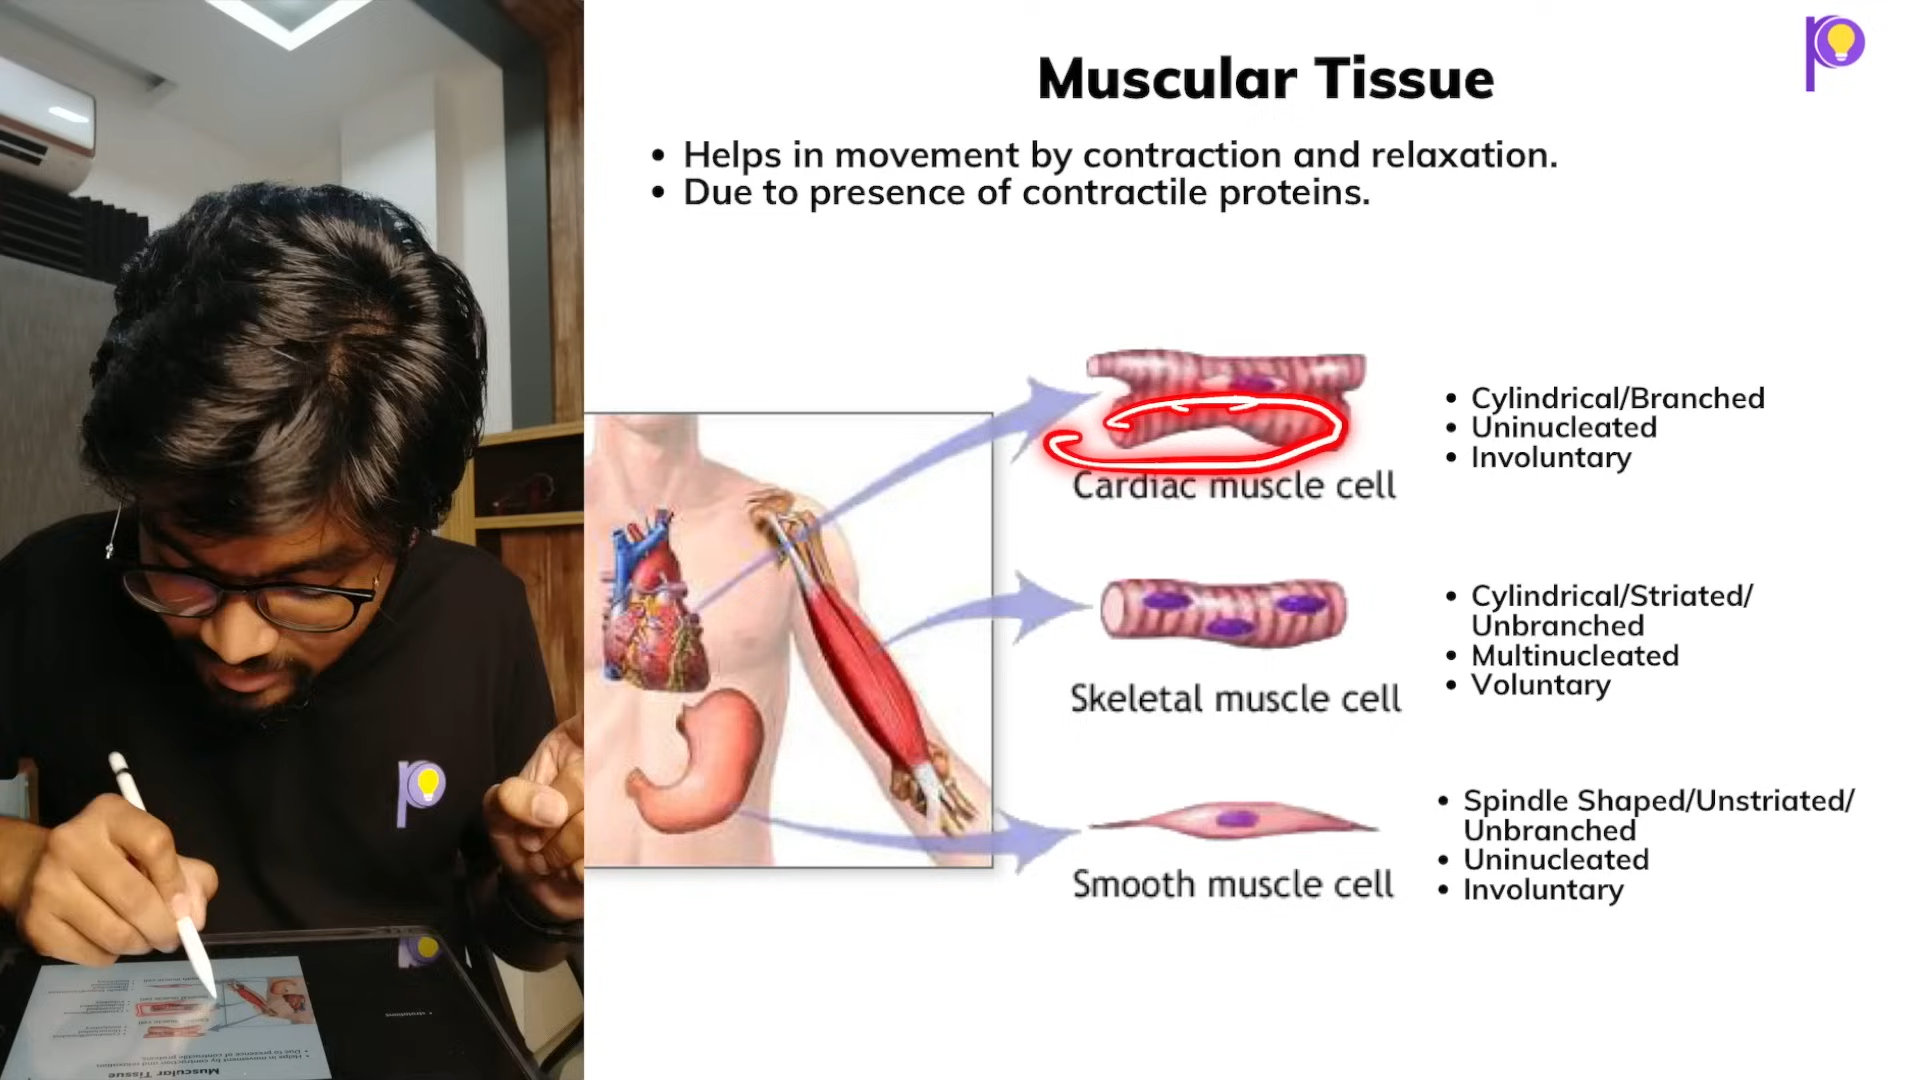 Muscular Tissue
• Helps in movement by contraction and relaxation.
• Due to presence of contractile proteins.
• Cylindrical/Branched
• Uninucleated
• Involuntary
Cardiac muscle cell
• Cylindrical/Striated/
Unbranched
• Multinucleated
• Voluntary
Skeletal muscle cell
• Spindle Shaped/Unstriated/
Unbranched
• Uninucleated
• Involuntary
Smooth muscle cell